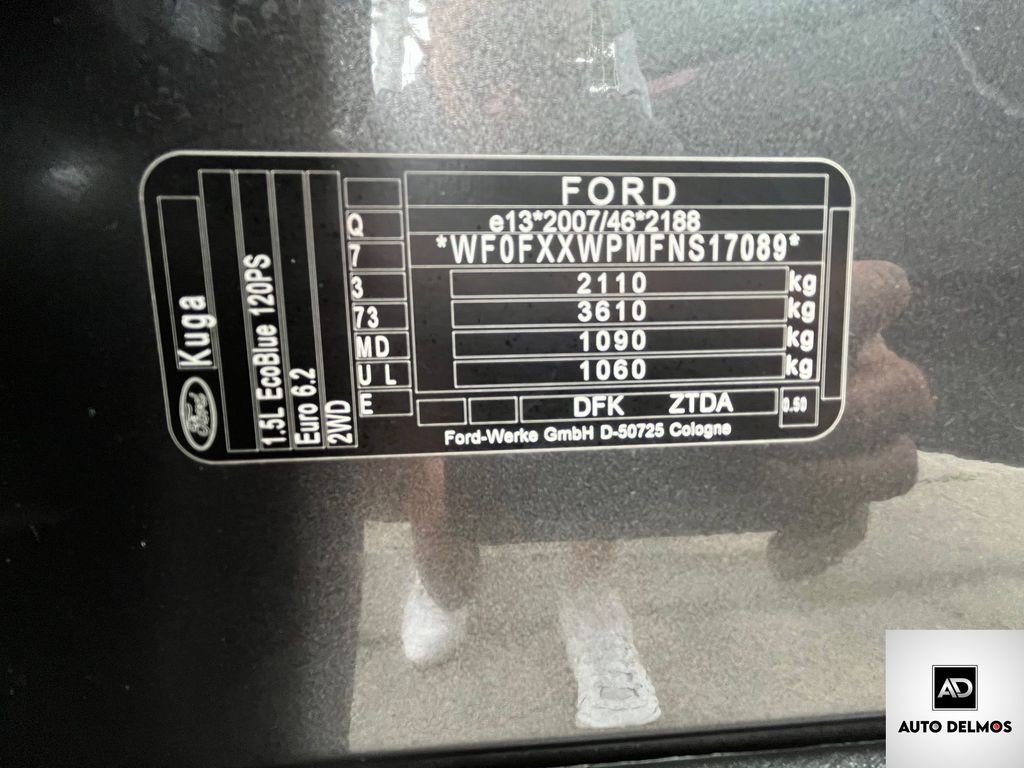 FORD
e13*2007/46*2188
*WF0FXXWPMFNS17089*
2110 kg
3610 kg
1090 kg
1060 kg
DFK ZTDA 0.50
Ford-Werke GmbH D-50725 Cologne
Q
7
3
73
MD
U L
E
Ford Kuga
1.5L EcoBlue 120PS
Euro 6.2
2WD
AD
AUTO DELMOS